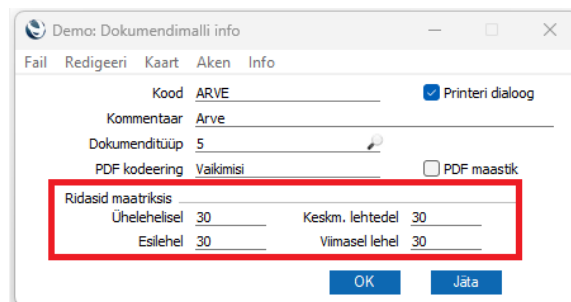 Demo: Dokumendimalli info
Fail Redigeeri Kaart Aken Info
Kood ARVE Printeri dialoog
Kommentaar Arve
Dokumenditüüp 5
PDF kodeering Vaikimisi PDF maastik
Ridasid maatriksis
Ühelehelisel 30 Keskm. lehtedel 30
Esilehel 30 Viimasel lehel 30
OK Jäta